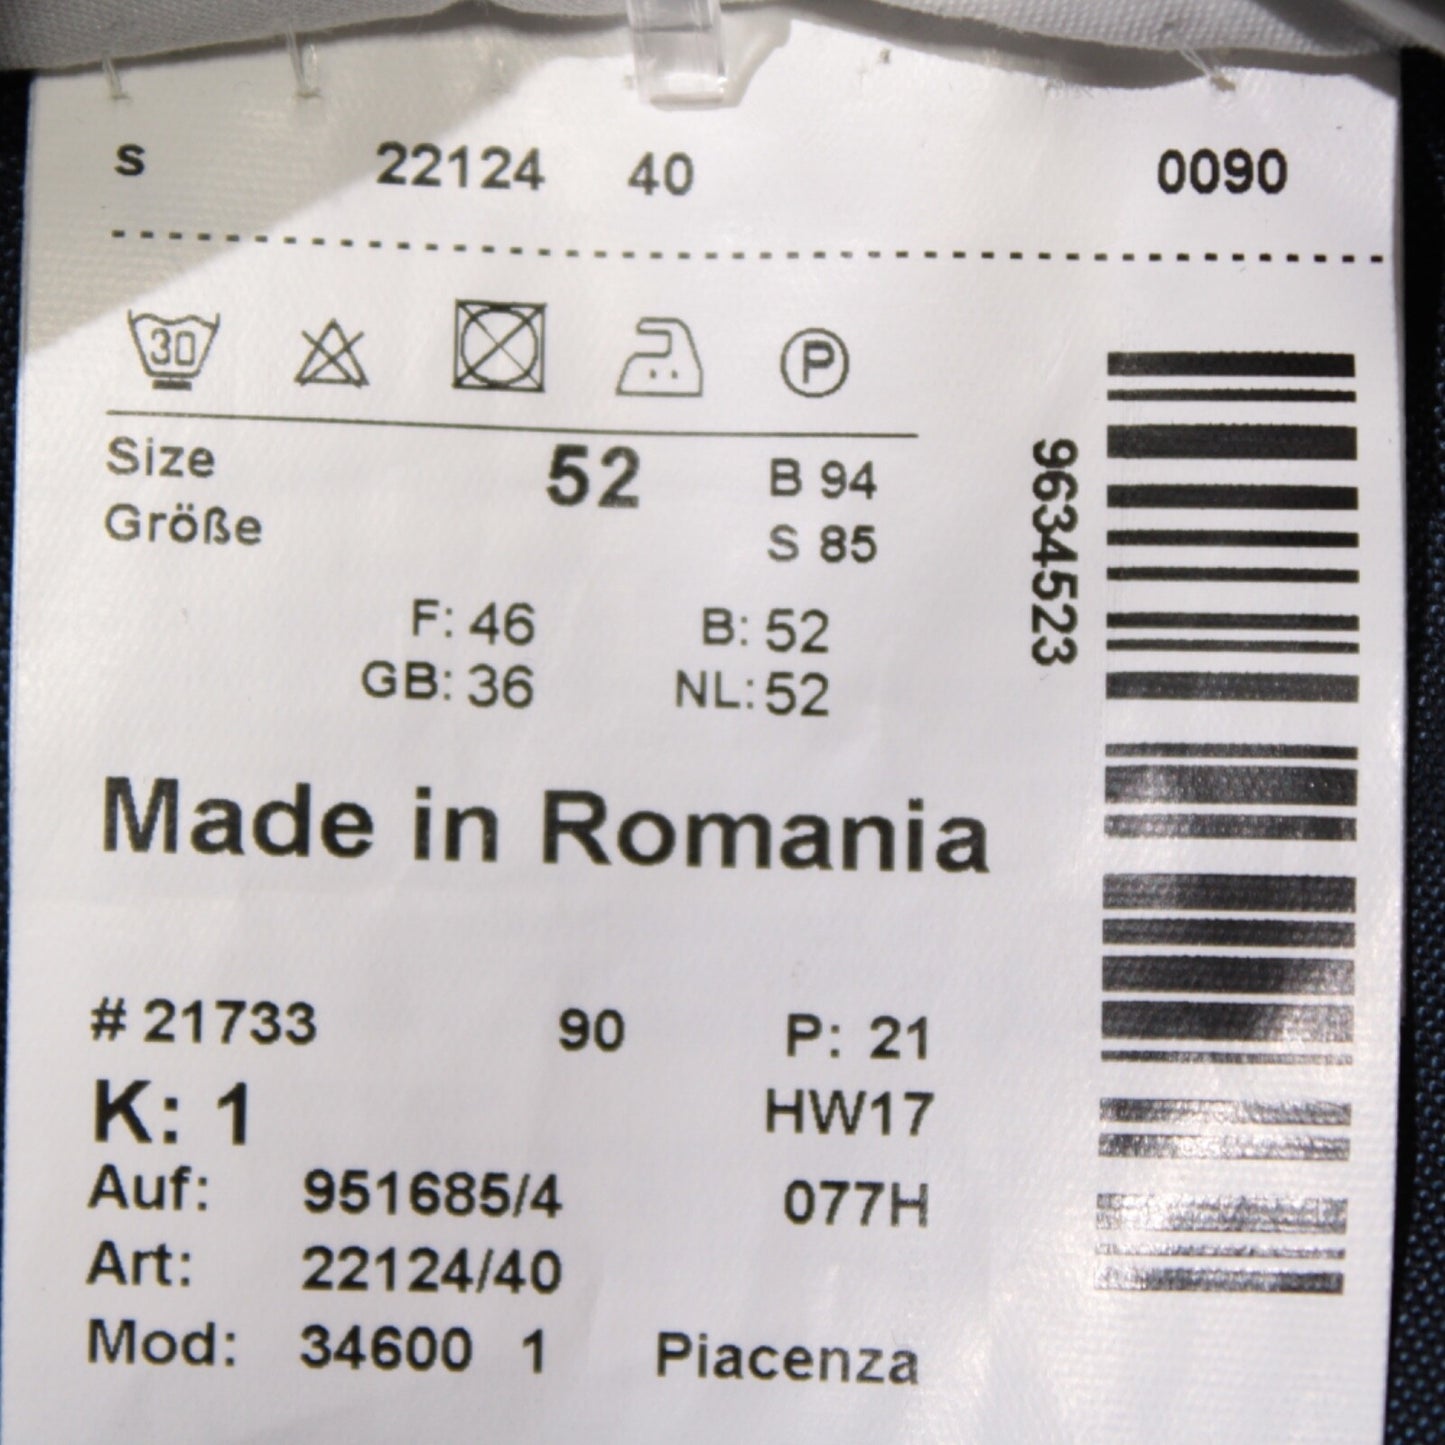 S 22124 40 0090
30 P
Size 52 B 94
Größe S 85
F: 46 B: 52
GB: 36 NL: 52
9634523
Made in Romania
# 21733 90 P: 21
K: 1 HW17
Auf: 951685/4 077H
Art: 22124/40
Mod: 34600 1 Piacenza